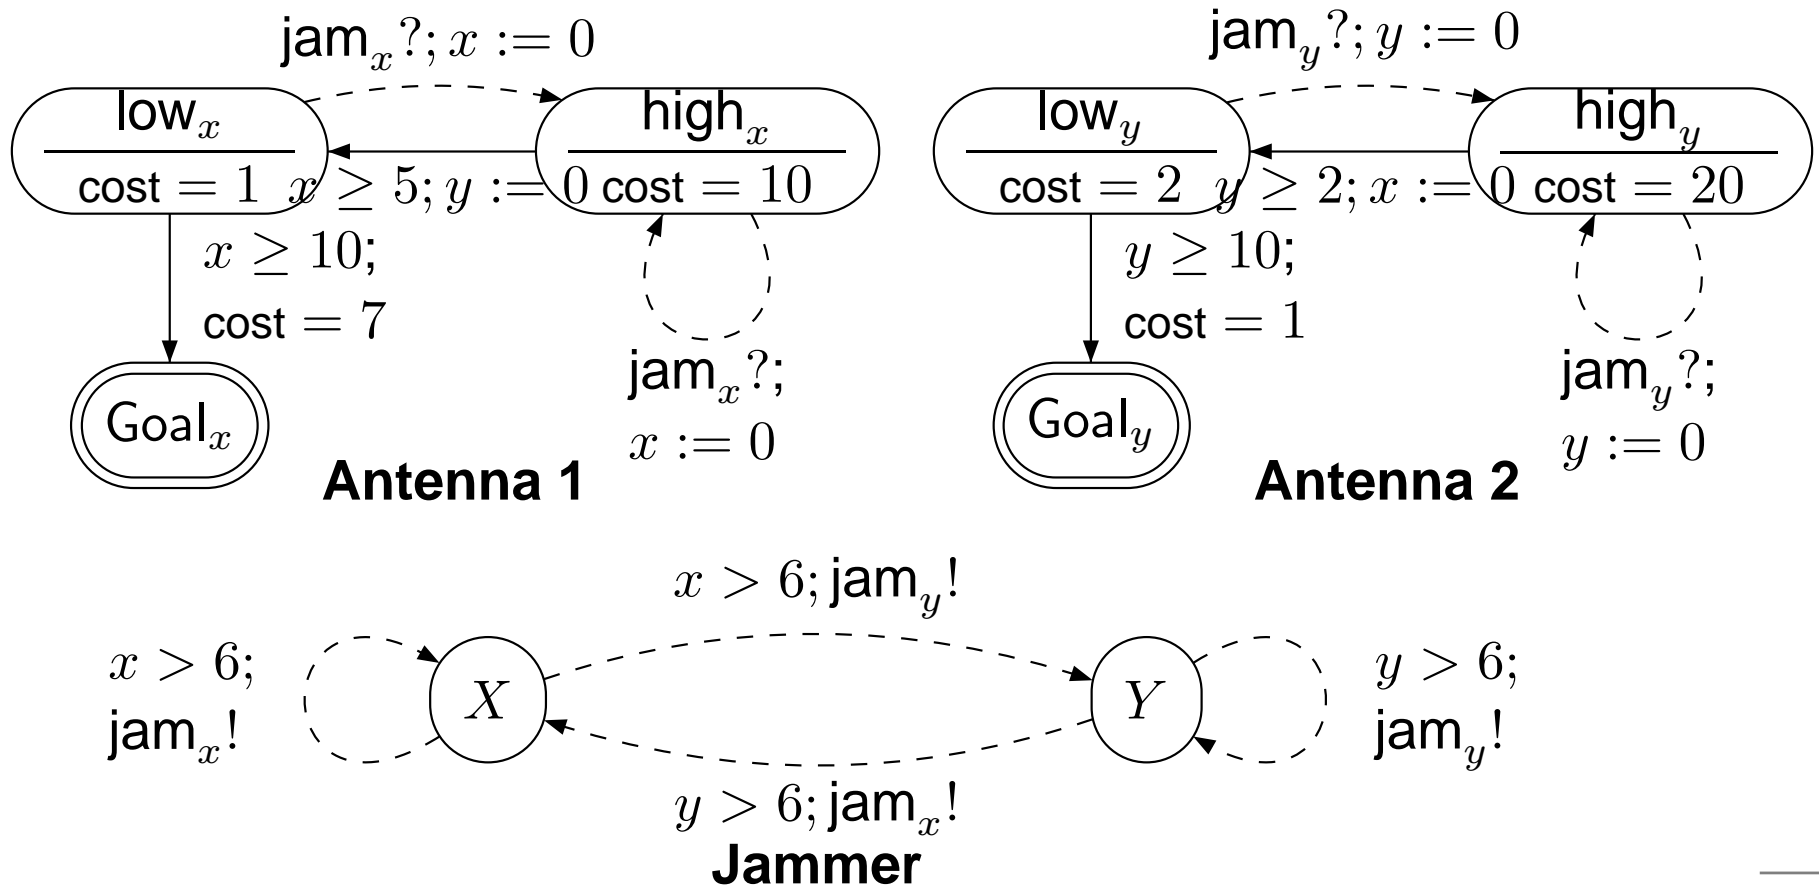 jam_x?; x := 0
low_x
cost = 1
x ≥ 5; y := 0
high_x
cost = 10
x ≥ 10;
cost = 7
Goal_x
jam_x?;
x := 0
Antenna 1
jam_y?; y := 0
low_y
cost = 2
y ≥ 2; x := 0
high_y
cost = 20
y ≥ 10;
cost = 1
Goal_y
jam_y?;
y := 0
Antenna 2
x > 6; jam_y!
x > 6;
jam_x!
X
Y
y > 6;
jam_y!
y > 6; jam_x!
Jammer